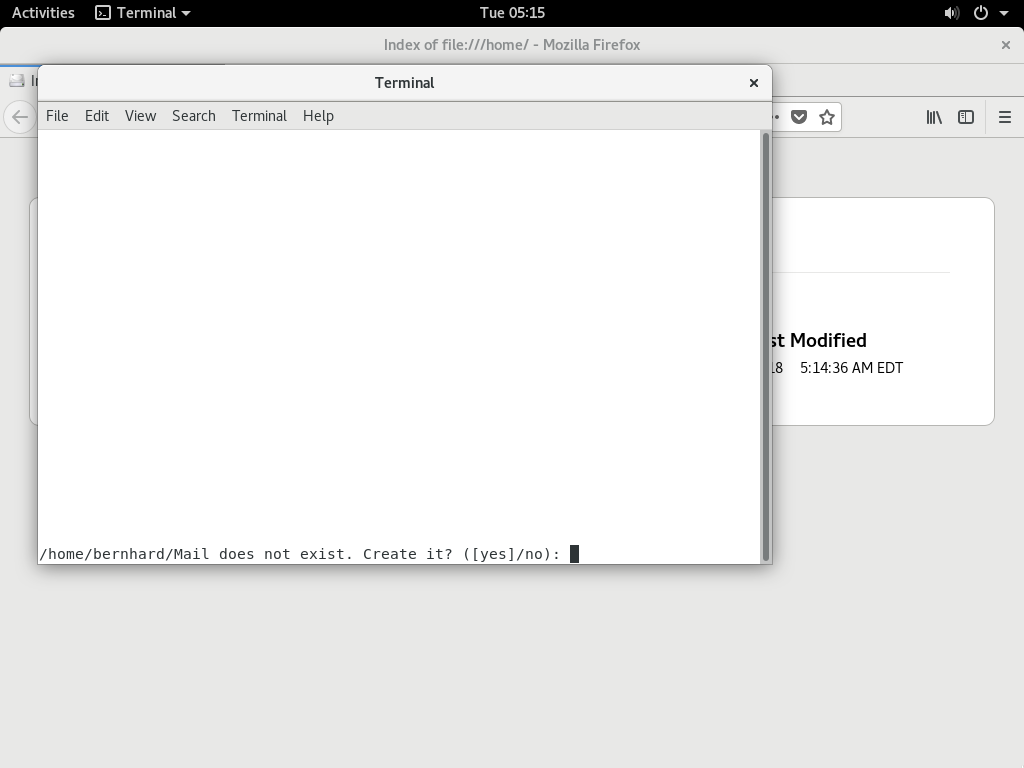 Activities Terminal Tue 05:15
Index of file:///home/ - Mozilla Firefox
Terminal
File Edit View Search Terminal Help
st Modified
18 5:14:36 AM EDT
/home/bernhard/Mail does not exist. Create it? ([yes]/no):